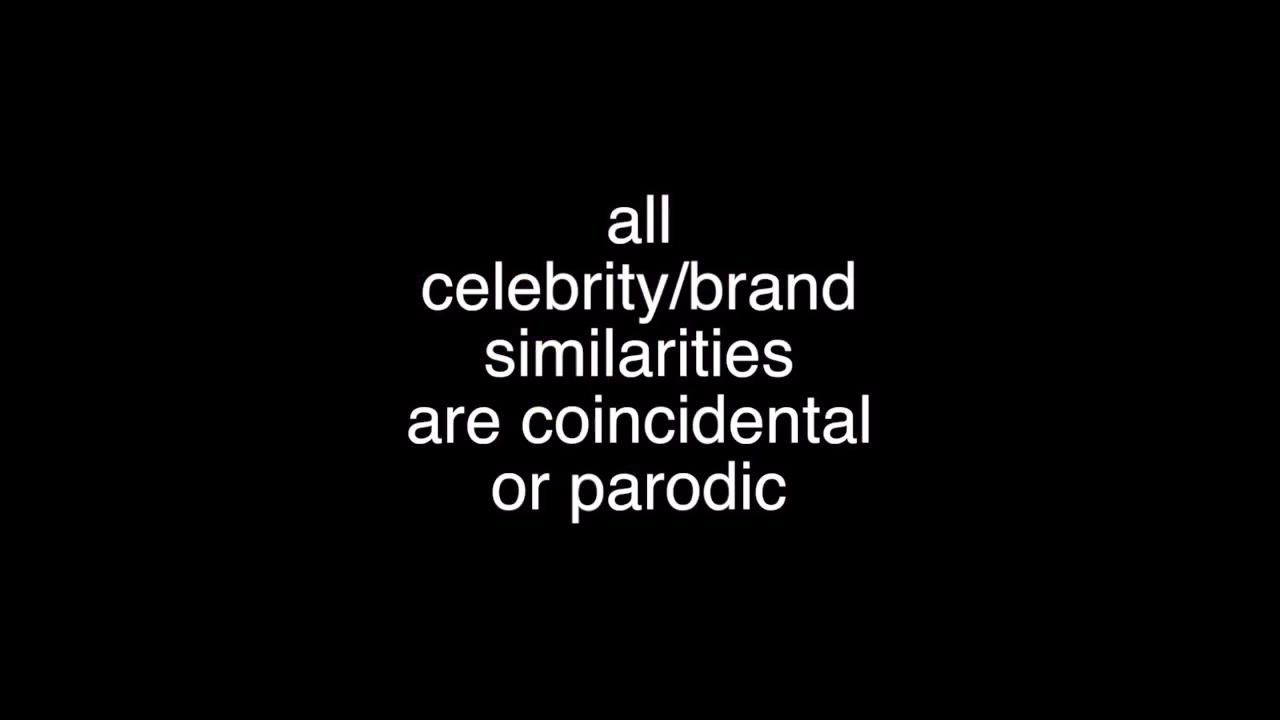 all
celebrity/brand
similarities
are coincidental
or parodic